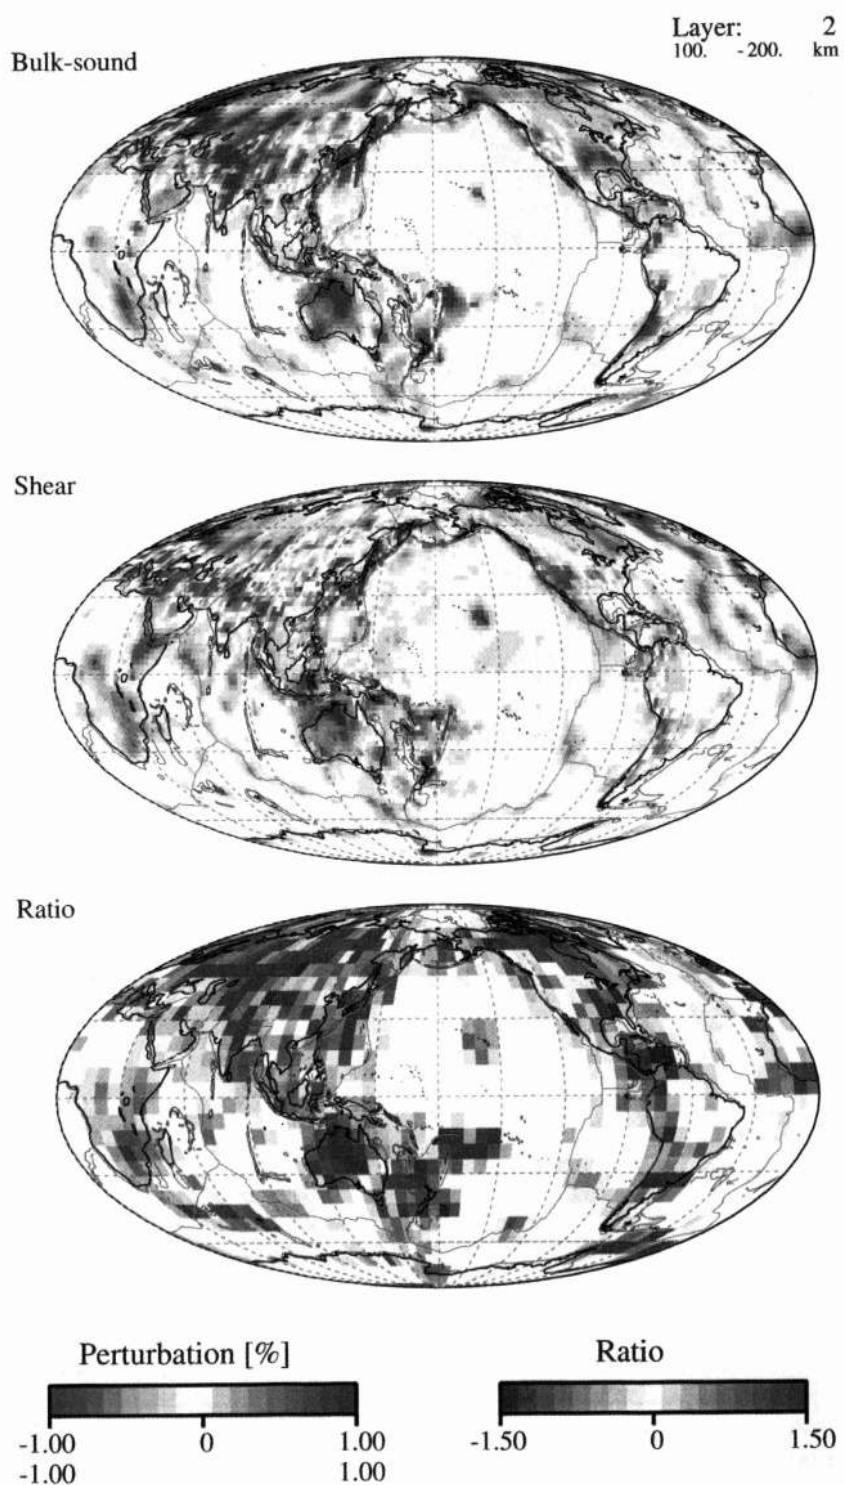 Layer: 2
100. -200. km
Bulk-sound
Shear
Ratio
Perturbation [%]
Ratio
-1.00 0 1.00
-1.50 0 1.50
-1.00 1.00